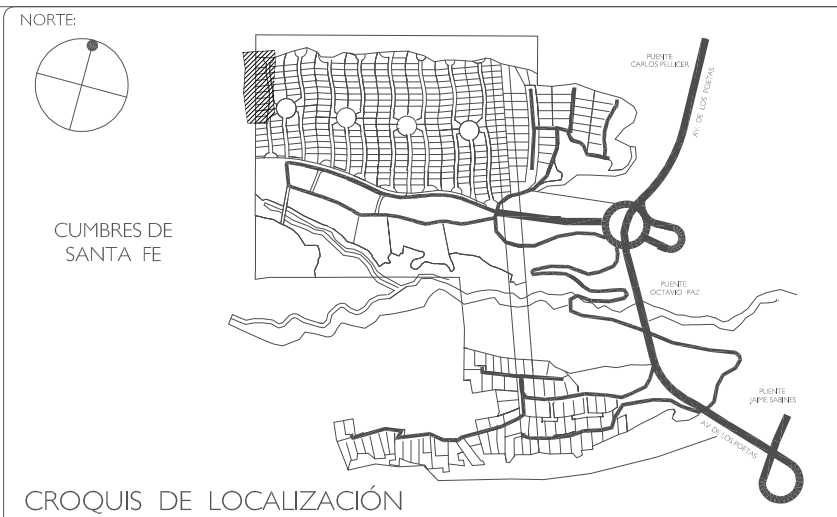 NORTE:
PUENTE
CARLOS PELLICER
AV. DE LOS POETAS
CUMBRES DE
SANTA FE
PUENTE
OCTAVIO PAZ
PUENTE
JAIME SABINES
AV. DE LOS POETAS
CROQUIS DE LOCALIZACIÓN